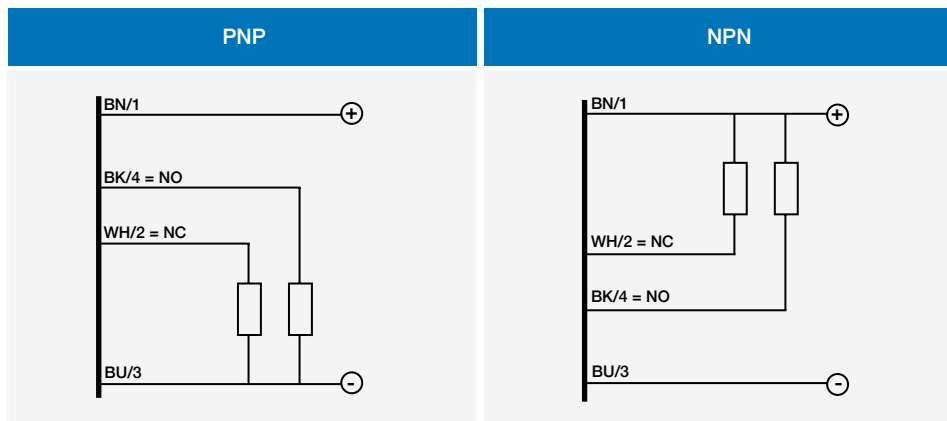 PNP
BN/1
+
BK/4 = NO
WH/2 = NC
BU/3
-
NPN
BN/1
+
WH/2 = NC
BK/4 = NO
BU/3
-